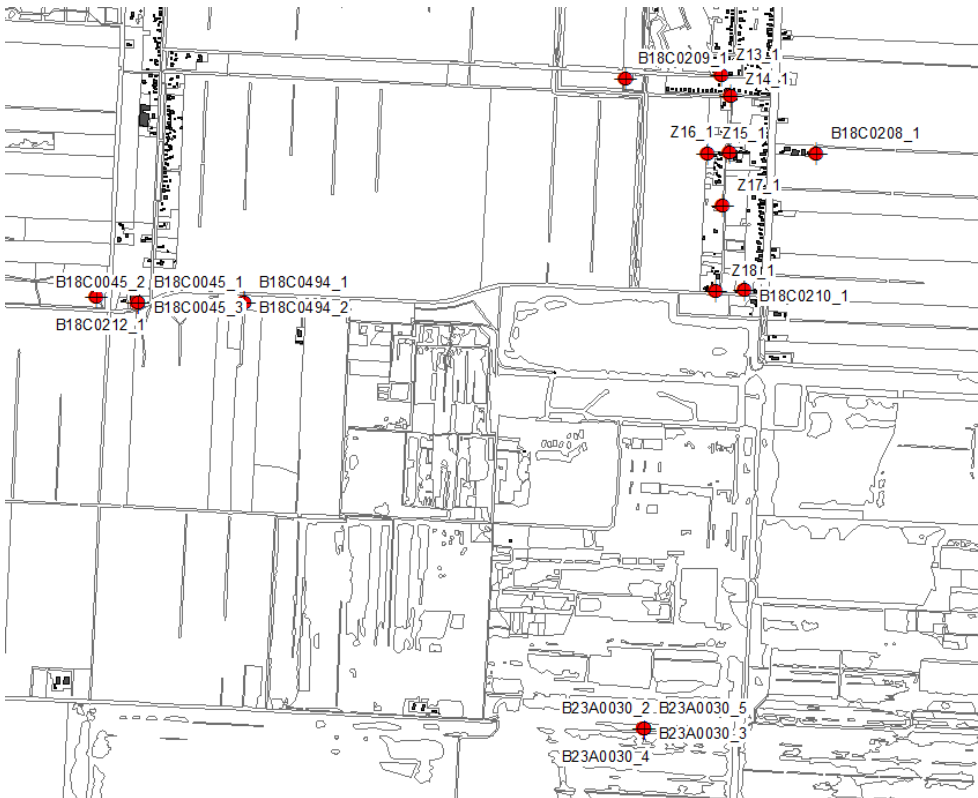 B18C0209_1 Z13_1
Z14_1
Z16_1 Z15_1 B18C0208_1
Z17_1
Z18_1
B18C0045_2 B18C0045_1 B18C0494_1
B18C0210_1
B18C0045_3 B18C0494_2
B18C0212_1
B23A0030_2 B23A0030_5
B23A0030_3
B23A0030_4